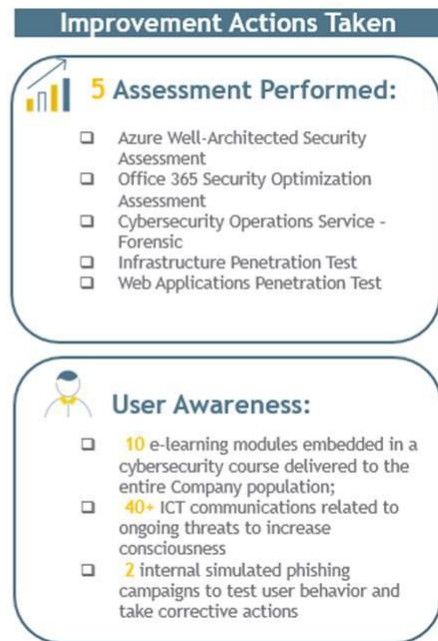 Improvement Actions Taken
5 Assessment Performed:
❑ Azure Well-Architected Security
Assessment
❑ Office 365 Security Optimization
Assessment
❑ Cybersecurity Operations Service -
Forensic
❑ Infrastructure Penetration Test
❑ Web Applications Penetration Test
User Awareness:
❑ 10 e-learning modules embedded in a
cybersecurity course delivered to the
entire Company population;
❑ 40+ ICT communications related to
ongoing threats to increase
consciousness
❑ 2 internal simulated phishing
campaigns to test user behavior and
take corrective actions